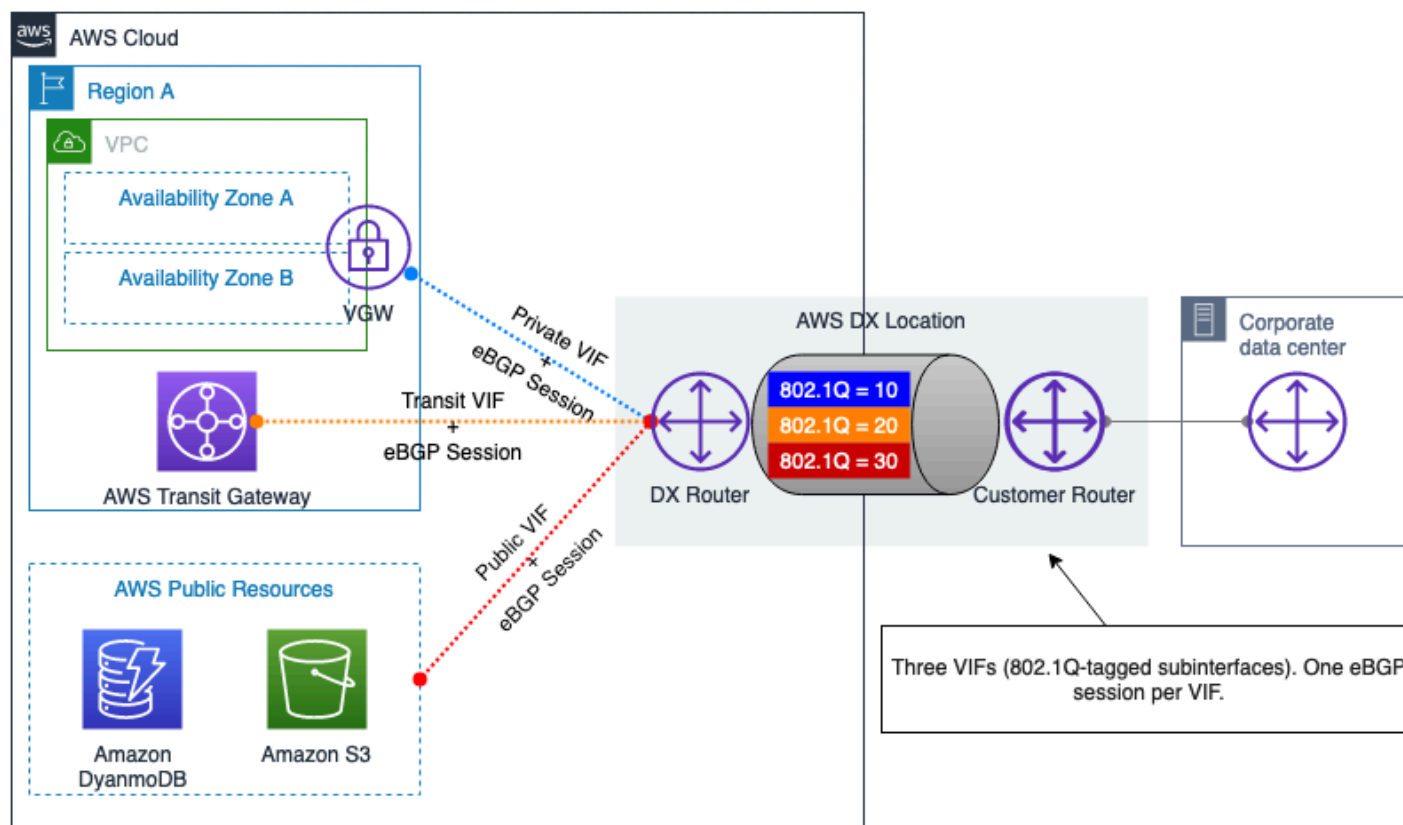 aws
AWS Cloud
Region A
VPC
Availability Zone A
Availability Zone B
VGW
Private VIF
+
eBGP Session
Transit VIF
+
eBGP Session
AWS Transit Gateway
Public VIF
+
eBGP Session
AWS Public Resources
Amazon
DyanmoDB
Amazon S3
AWS DX Location
802.1Q = 10
802.1Q = 20
802.1Q = 30
DX Router
Customer Router
Corporate
data center
Three VIFs (802.1Q-tagged subinterfaces). One eBGP
session per VIF.